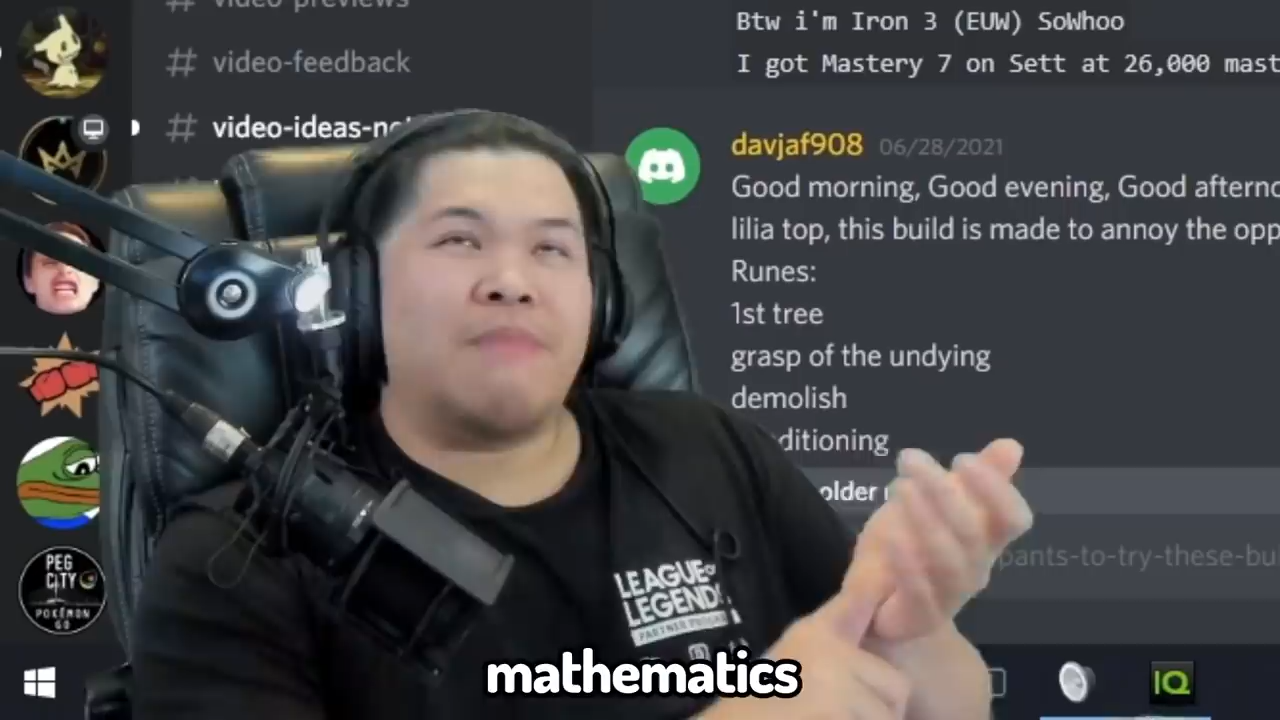 video-previews
video-feedback
video-ideas-
Btw i'm Iron 3 (EUW) SoWhoo
I got Mastery 7 on Sett at 26,000 mast
davjaf908 06/28/2021
Good morning, Good evening, Good afterno
lilia top, this build is made to annoy the opp
Runes:
1st tree
grasp of the undying
demolish
ditioning
older
pants-to-try-these-bu
PEG
CITY
POKÉMON
GO
LEAGUE OF
LEGENDS
PARTNER PROGRAM
mathematics
IQ